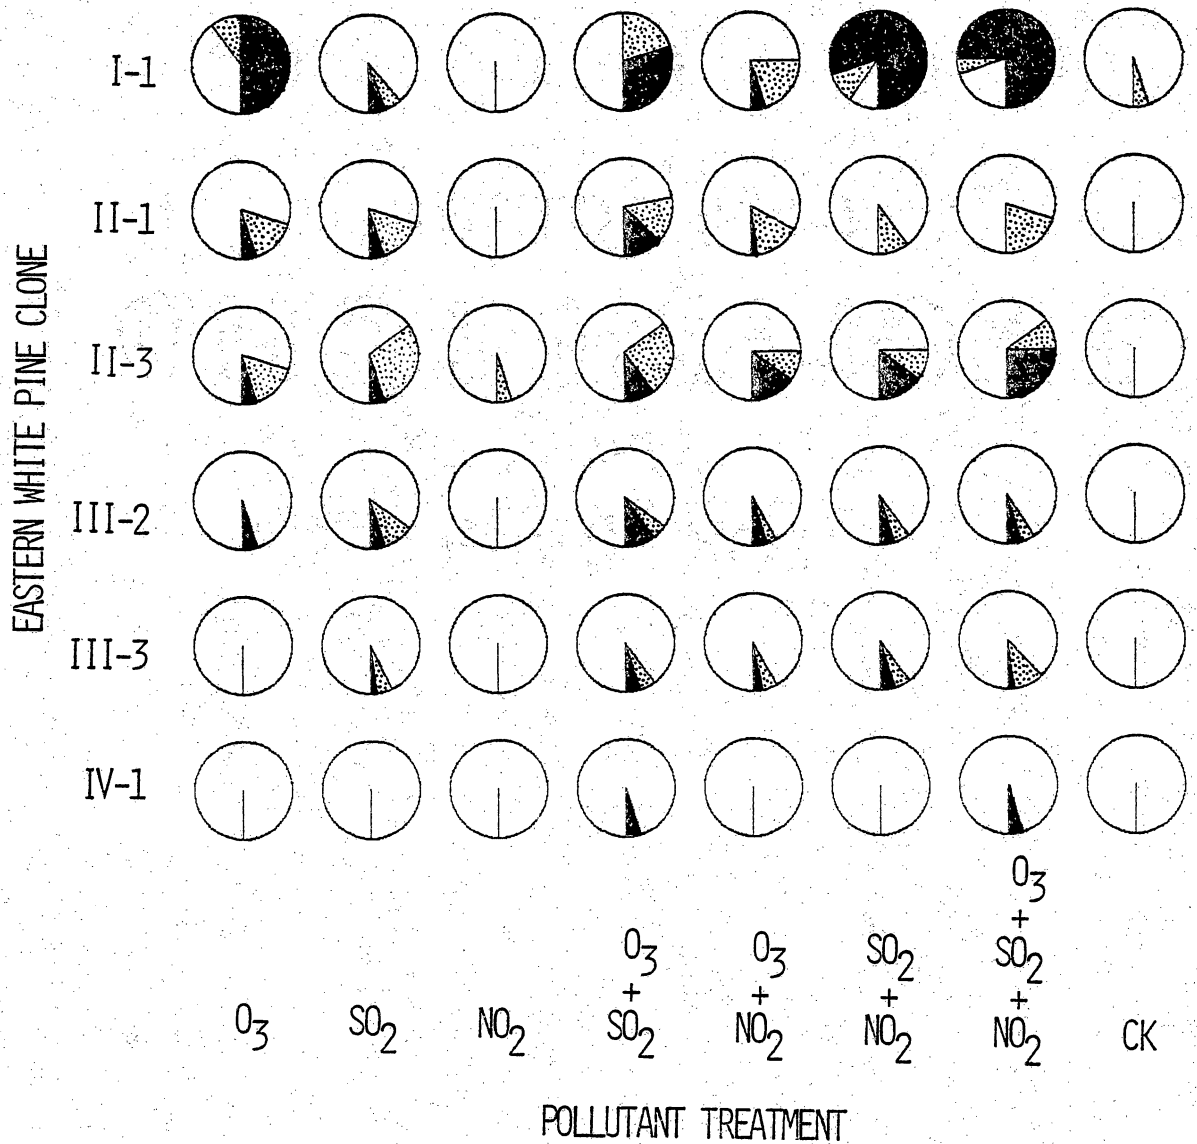 EASTERN WHITE PINE CLONE
I-1
II-1
II-3
III-2
III-3
IV-1
O3
SO2
NO2
O3
+
SO2
O3
+
NO2
SO2
+
NO2
O3
+
SO2
+
NO2
CK
POLLUTANT TREATMENT